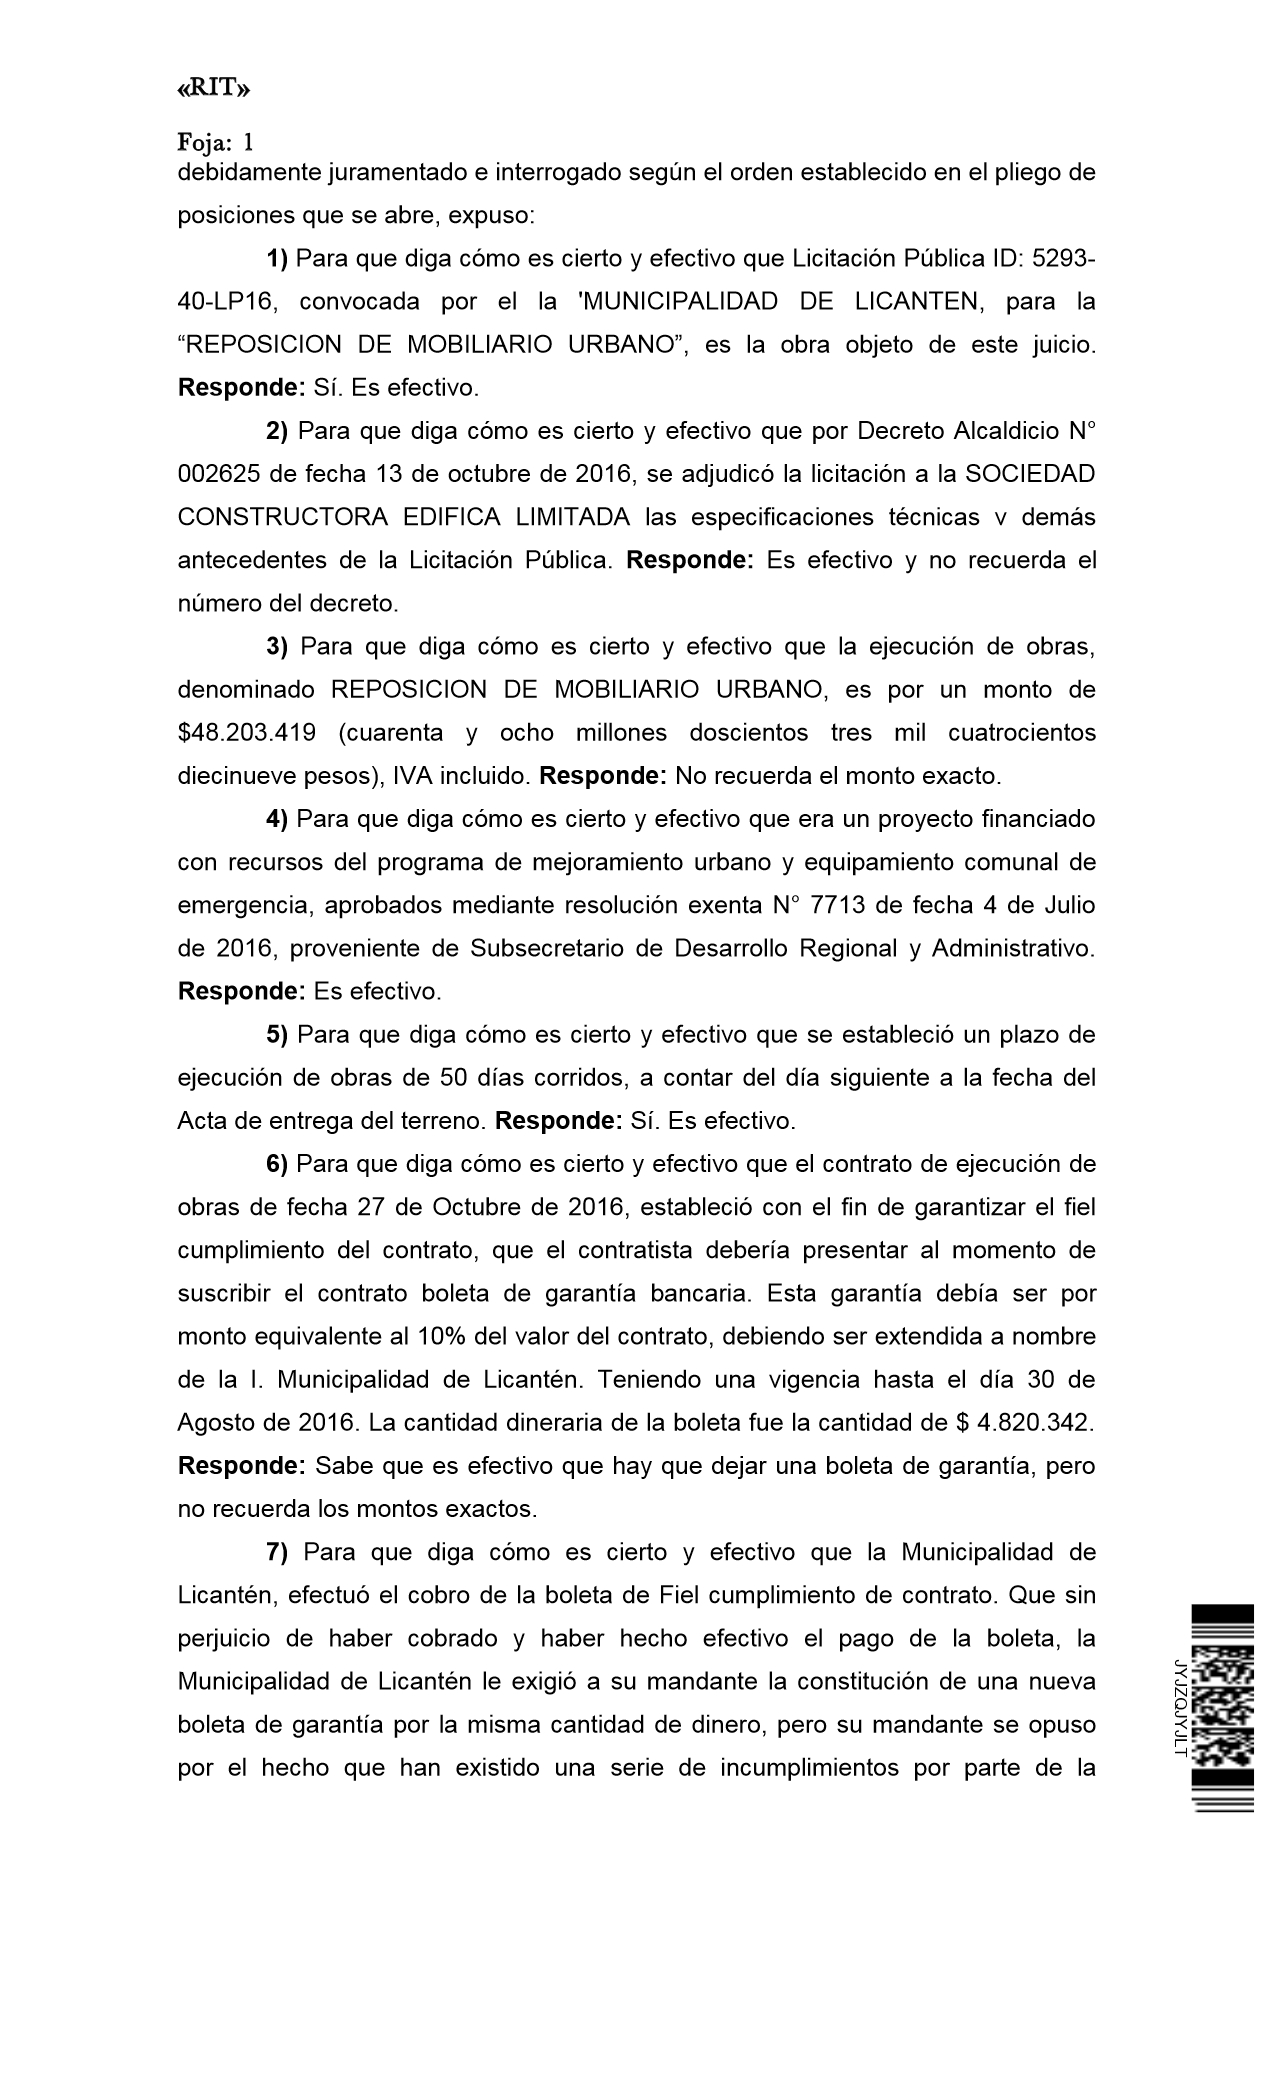 «RIT»
Foja: 1
debidamente juramentado e interrogado según el orden establecido en el pliego de
posiciones que se abre, expuso:
1) Para que diga cómo es cierto y efectivo que Licitación Pública ID: 5293-
40-LP16, convocada por el la 'MUNICIPALIDAD DE LICANTEN, para la
“REPOSICION DE MOBILIARIO URBANO”, es la obra objeto de este juicio.
Responde: Sí. Es efectivo.
2) Para que diga cómo es cierto y efectivo que por Decreto Alcaldicio N°
002625 de fecha 13 de octubre de 2016, se adjudicó la licitación a la SOCIEDAD
CONSTRUCTORA EDIFICA LIMITADA las especificaciones técnicas v demás
antecedentes de la Licitación Pública. Responde: Es efectivo y no recuerda el
número del decreto.
3) Para que diga cómo es cierto y efectivo que la ejecución de obras,
denominado REPOSICION DE MOBILIARIO URBANO, es por un monto de
$48.203.419 (cuarenta y ocho millones doscientos tres mil cuatrocientos
diecinueve pesos), IVA incluido. Responde: No recuerda el monto exacto.
4) Para que diga cómo es cierto y efectivo que era un proyecto financiado
con recursos del programa de mejoramiento urbano y equipamiento comunal de
emergencia, aprobados mediante resolución exenta N° 7713 de fecha 4 de Julio
de 2016, proveniente de Subsecretario de Desarrollo Regional y Administrativo.
Responde: Es efectivo.
5) Para que diga cómo es cierto y efectivo que se estableció un plazo de
ejecución de obras de 50 días corridos, a contar del día siguiente a la fecha del
Acta de entrega del terreno. Responde: Sí. Es efectivo.
6) Para que diga cómo es cierto y efectivo que el contrato de ejecución de
obras de fecha 27 de Octubre de 2016, estableció con el fin de garantizar el fiel
cumplimiento del contrato, que el contratista debería presentar al momento de
suscribir el contrato boleta de garantía bancaria. Esta garantía debía ser por
monto equivalente al 10% del valor del contrato, debiendo ser extendida a nombre
de la I. Municipalidad de Licantén. Teniendo una vigencia hasta el día 30 de
Agosto de 2016. La cantidad dineraria de la boleta fue la cantidad de $ 4.820.342.
Responde: Sabe que es efectivo que hay que dejar una boleta de garantía, pero
no recuerda los montos exactos.
7) Para que diga cómo es cierto y efectivo que la Municipalidad de
Licantén, efectuó el cobro de la boleta de Fiel cumplimiento de contrato. Que sin
perjuicio de haber cobrado y haber hecho efectivo el pago de la boleta, la
Municipalidad de Licantén le exigió a su mandante la constitución de una nueva
boleta de garantía por la misma cantidad de dinero, pero su mandante se opuso
por el hecho que han existido una serie de incumplimientos por parte de la
JYJZQJYJLT